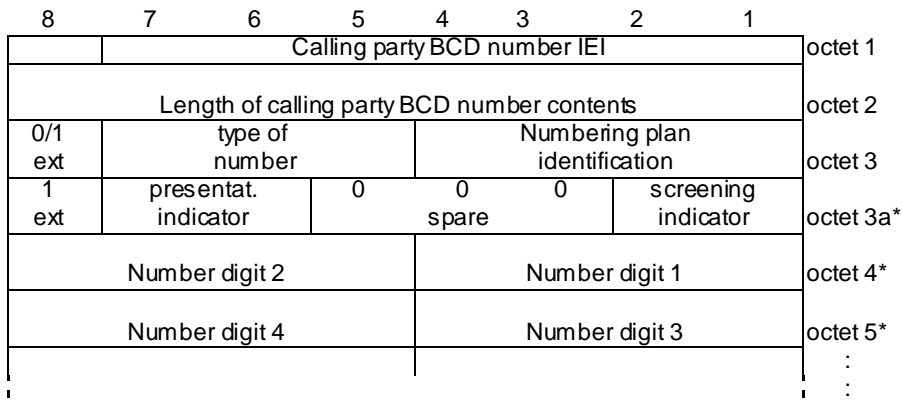 8 7 6 5 4 3 2 1
Calling party BCD number IEI octet 1
Length of calling party BCD number contents octet 2
0/1 type of Numbering plan
ext number identification octet 3
1 presentat. 0 0 0 screening
ext indicator spare indicator octet 3a*
Number digit 2 Number digit 1 octet 4*
Number digit 4 Number digit 3 octet 5*
:
: